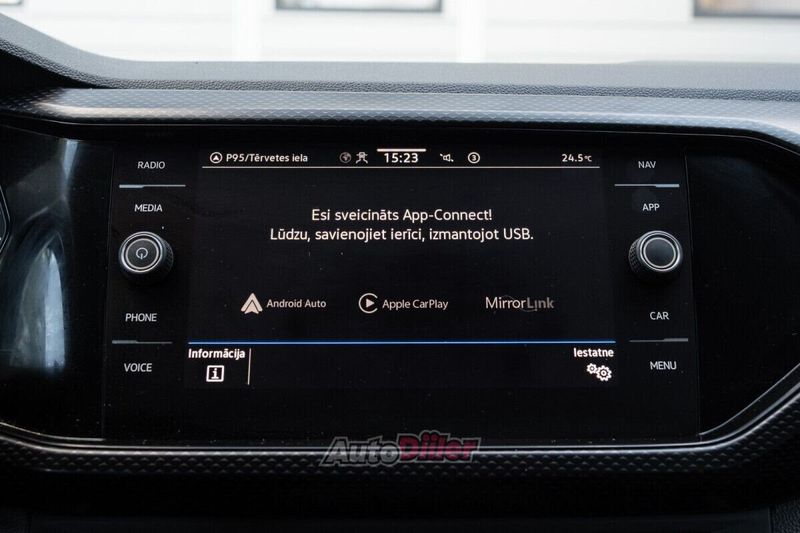 P95/Tērvetes iela 15:23 3 24.5°C
RADIO
MEDIA
PHONE
VOICE
NAV
APP
CAR
MENU
Esi sveicināts App-Connect!
Lūdzu, savienojiet ierīci, izmantojot USB.
Android Auto Apple CarPlay MirrorLink
Informācija Iestatne
AutoDiller